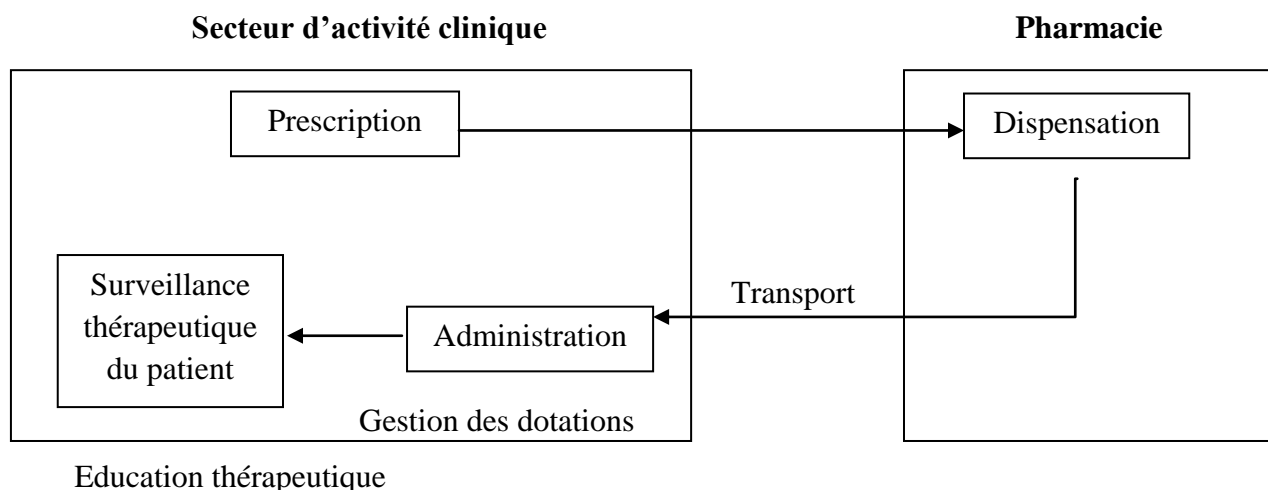 Secteur d’activité clinique
Pharmacie
Prescription
Dispensation
Surveillance
thérapeutique
du patient
Administration
Transport
Gestion des dotations
Education thérapeutique